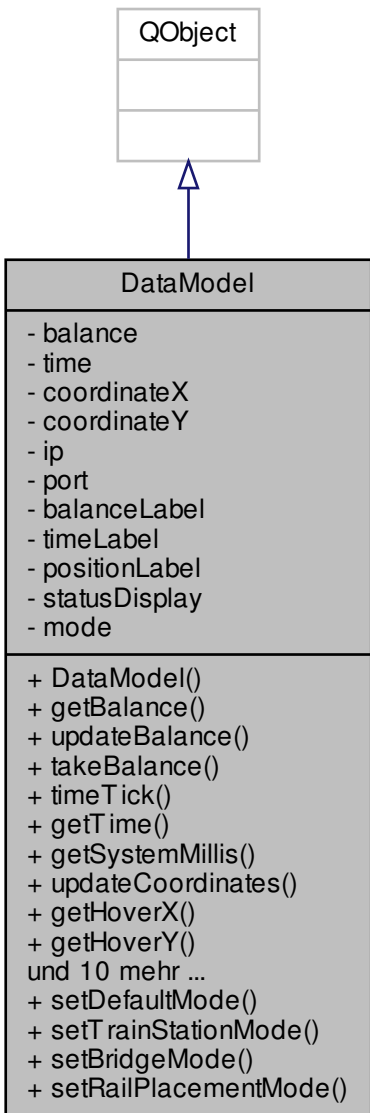 QObject
DataModel
- balance
- time
- coordinateX
- coordinateY
- ip
- port
- balanceLabel
- timeLabel
- positionLabel
- statusDisplay
- mode
+ DataModel()
+ getBalance()
+ updateBalance()
+ takeBalance()
+ timeTick()
+ getTime()
+ getSystemMillis()
+ updateCoordinates()
+ getHoverX()
+ getHoverY()
und 10 mehr ...
+ setDefaultMode()
+ setTrainStationMode()
+ setBridgeMode()
+ setRailPlacementMode()